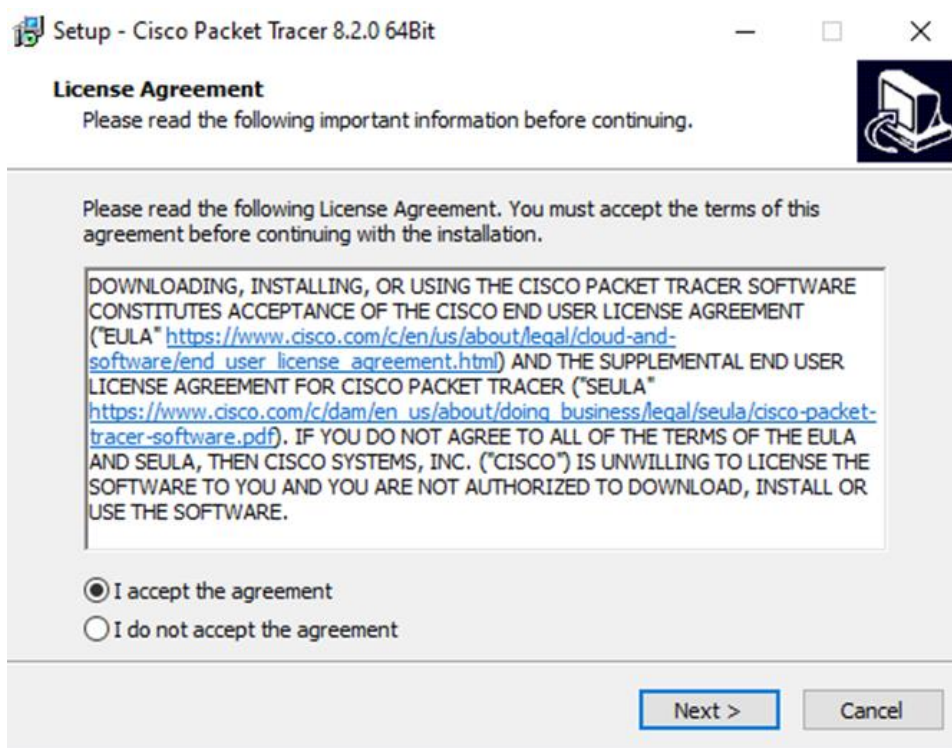 Setup - Cisco Packet Tracer 8.2.0 64Bit
License Agreement
Please read the following important information before continuing.
Please read the following License Agreement. You must accept the terms of this
agreement before continuing with the installation.
DOWNLOADING, INSTALLING, OR USING THE CISCO PACKET TRACER SOFTWARE
CONSTITUTES ACCEPTANCE OF THE CISCO END USER LICENSE AGREEMENT
("EULA" https://www.cisco.com/c/en/us/about/legal/cloud-and-
software/end_user_license_agreement.html) AND THE SUPPLEMENTAL END USER
LICENSE AGREEMENT FOR CISCO PACKET TRACER ("SEULA"
https://www.cisco.com/c/dam/en_us/about/doing_business/legal/seula/cisco-packet-
tracer-software.pdf). IF YOU DO NOT AGREE TO ALL OF THE TERMS OF THE EULA
AND SEULA, THEN CISCO SYSTEMS, INC. ("CISCO") IS UNWILLING TO LICENSE THE
SOFTWARE TO YOU AND YOU ARE NOT AUTHORIZED TO DOWNLOAD, INSTALL OR
USE THE SOFTWARE.
I accept the agreement
I do not accept the agreement
Next > Cancel